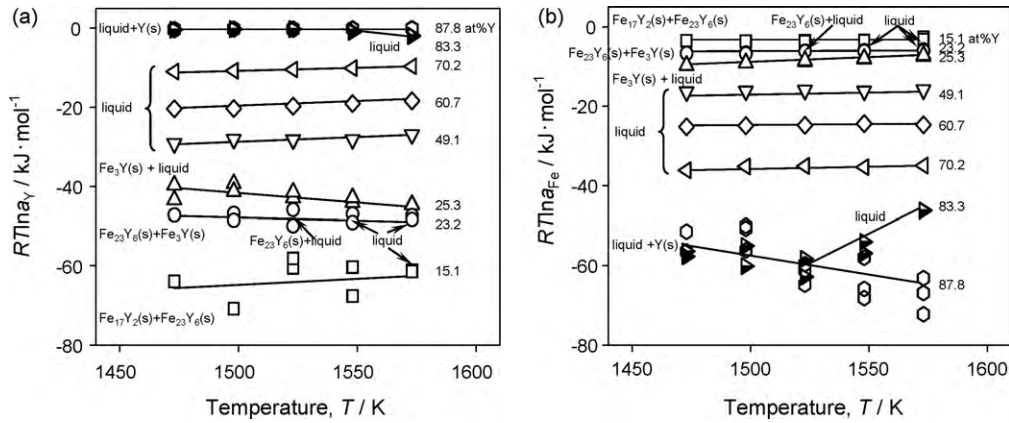 (a)
RTlna_Y / kJ·mol⁻¹
0
-20
-40
-60
-80
liquid+Y(s)
liquid
87.8 at%Y
83.3
70.2
60.7
49.1
liquid
Fe₃Y(s) + liquid
25.3
23.2
Fe₂₃Y₆(s)+Fe₃Y(s)
Fe₂₃Y₆(s)+liquid
liquid
15.1
Fe₁₇Y₂(s)+Fe₂₃Y₆(s)
1450 1500 1550 1600
Temperature, T / K
(b)
RTlna_Fe / kJ·mol⁻¹
0
-20
-40
-60
-80
Fe₁₇Y₂(s)+Fe₂₃Y₆(s)
Fe₂₃Y₆(s)+liquid
liquid
15.1 at%Y
23.2
25.3
Fe₂₃Y₆(s)+Fe₃Y(s)
Fe₃Y(s) + liquid
49.1
60.7
70.2
liquid
83.3
liquid
liquid +Y(s)
87.8
1450 1500 1550 1600
Temperature, T / K